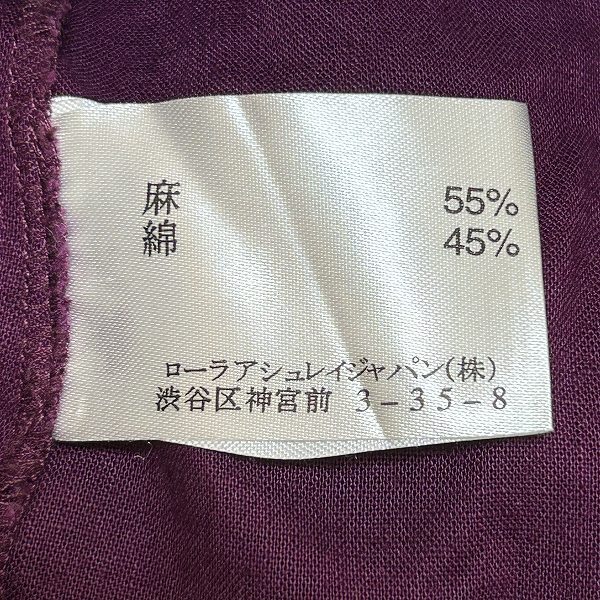 麻 55%
綿 45%
ローラアシュレイジャパン(株)
渋谷区神宮前 3-35-8